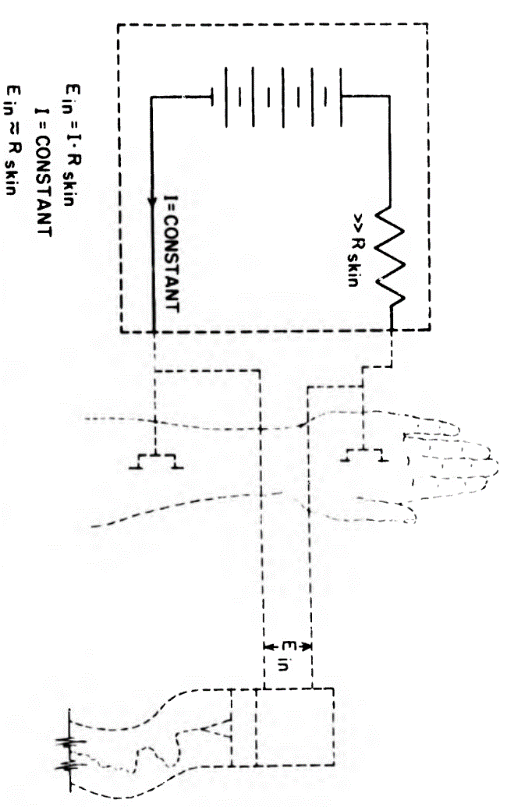 >> R skin
I = CONSTANT
E in
E in = I · R skin
I = CONSTANT
E in ≈ R skin